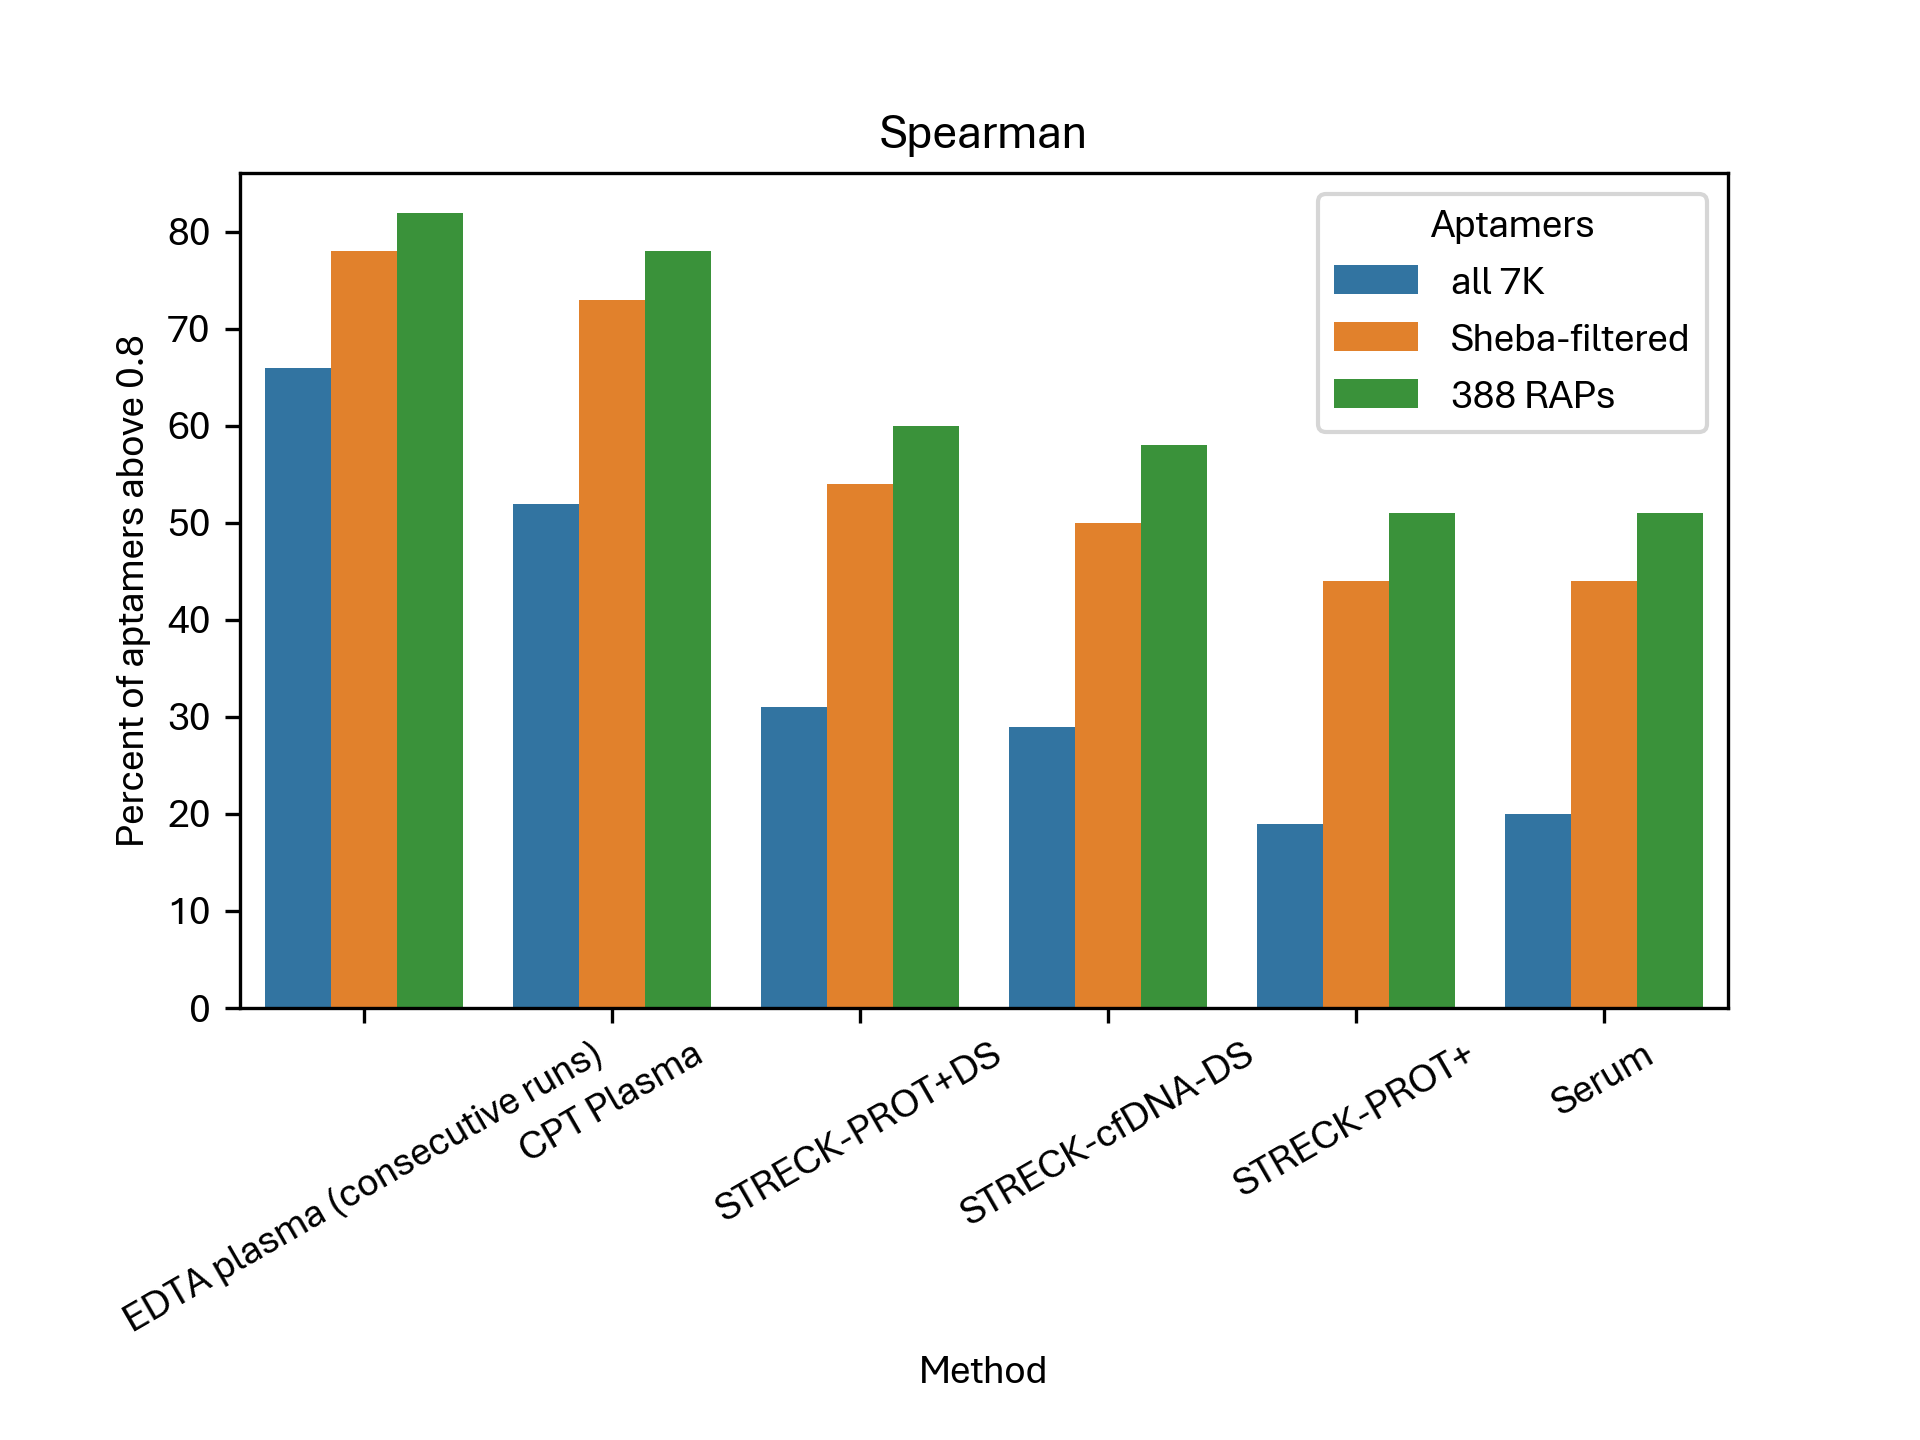 Spearman
Percent of aptamers above 0.8
80
70
60
50
40
30
20
10
0
Aptamers
all 7K
Sheba-filtered
388 RAPs
EDTA plasma (consecutive runs)
CPT Plasma
STRECK-PROT+DS
STRECK-cfDNA-DS
STRECK-PROT+
Serum
Method